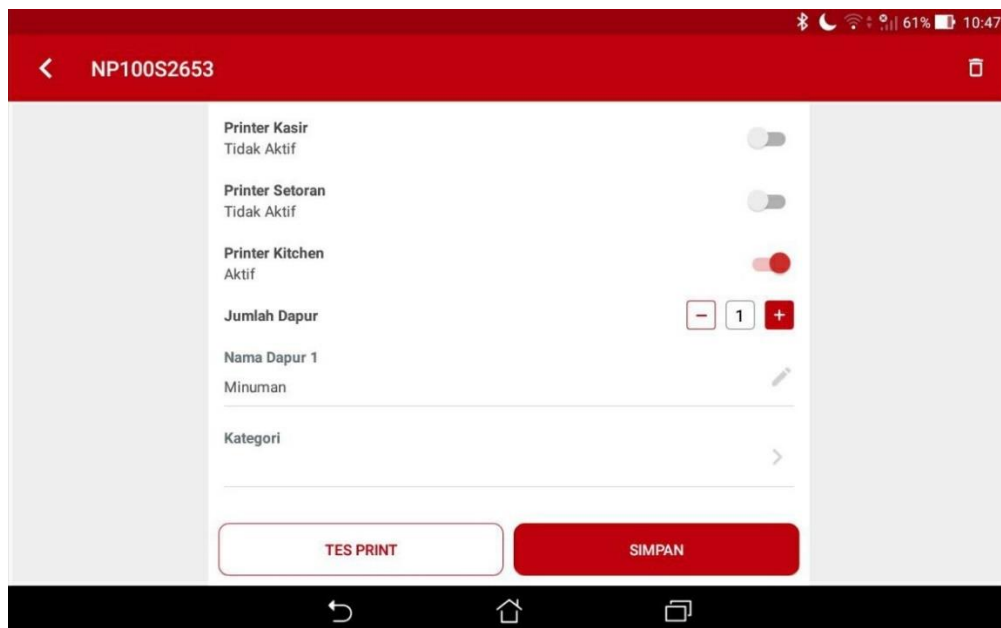 61% 10:47
NP100S2653
Printer Kasir
Tidak Aktif
Printer Setoran
Tidak Aktif
Printer Kitchen
Aktif
Jumlah Dapur
− 1 +
Nama Dapur 1
Minuman
Kategori
TES PRINT
SIMPAN